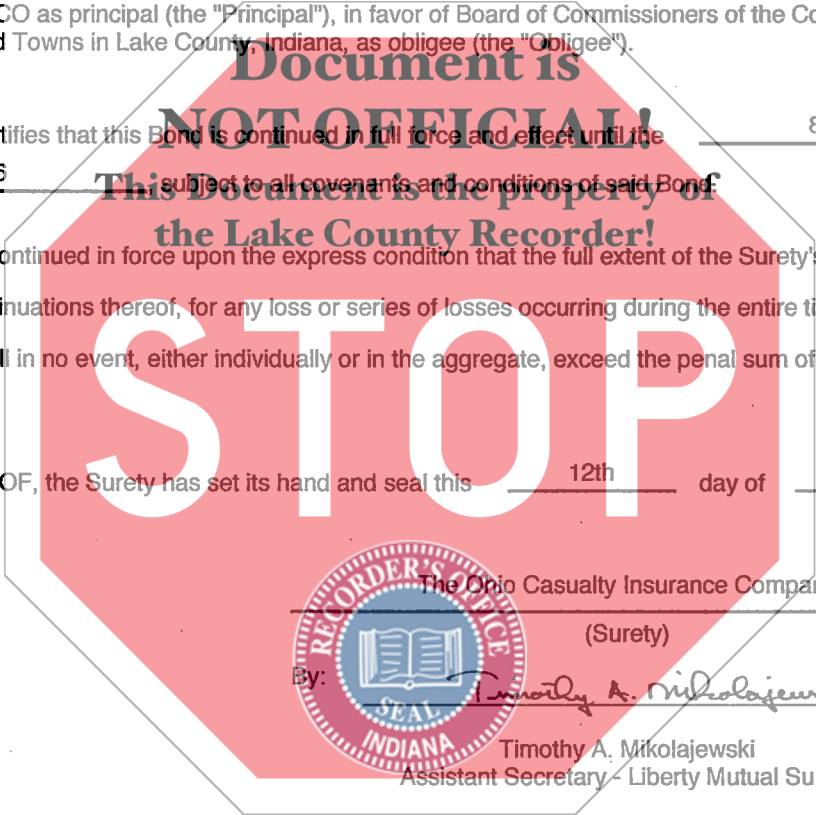 CO as principal (the "Principal"), in favor of Board of Commissioners of the Co
d Towns in Lake County, Indiana, as obligee (the "Obligee").
Document is
NOT OFFICIAL!
tifies that this Bond is continued in full force and effect until the 8
This Document is the property of
6 , subject to all covenants and conditions of said Bond.
the Lake County Recorder!
ontinued in force upon the express condition that the full extent of the Surety's
inuations thereof, for any loss or series of losses occurring during the entire ti
ll in no event, either individually or in the aggregate, exceed the penal sum of
STOP
OF, the Surety has set its hand and seal this 12th day of
RECORDER'S OFFICE
SEAL
INDIANA
The Ohio Casualty Insurance Compan
(Surety)
By: Timothy A. Mikolajew
Timothy A. Mikolajewski
Assistant Secretary - Liberty Mutual Su